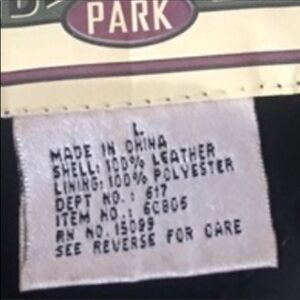 PARK
L
MADE IN CHINA
SHELL: 100% LEATHER
LINING: 100% POLYESTER
DEPT NO.: 617
ITEM NO.: 6C806
RN NO.: 15099
SEE REVERSE FOR CARE